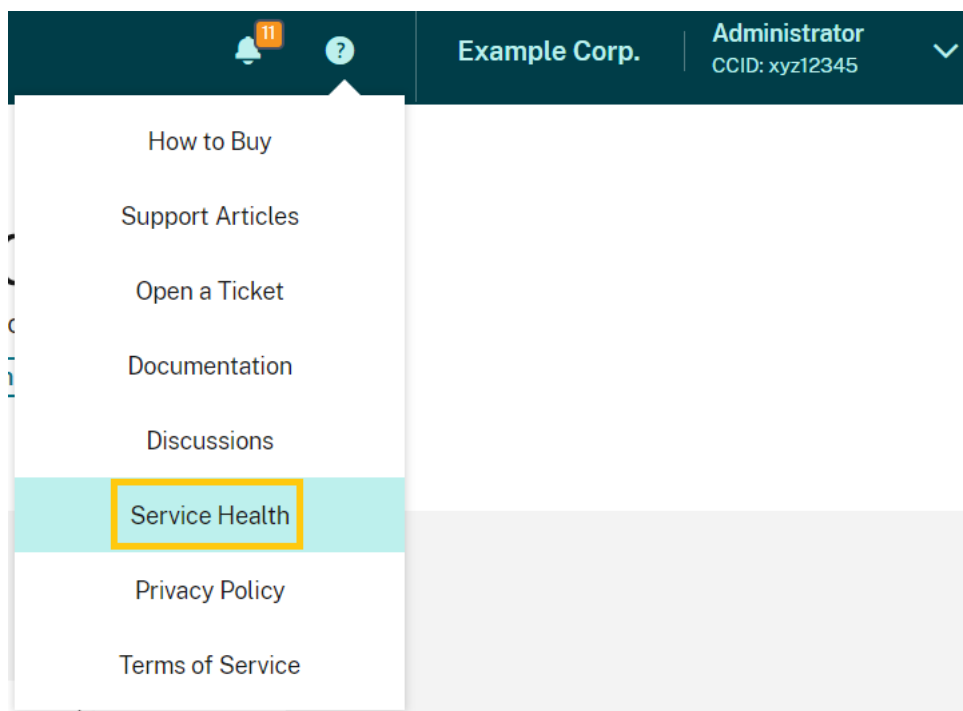 11
?
Example Corp.
Administrator
CCID: xyz12345
How to Buy
Support Articles
Open a Ticket
Documentation
Discussions
Service Health
Privacy Policy
Terms of Service